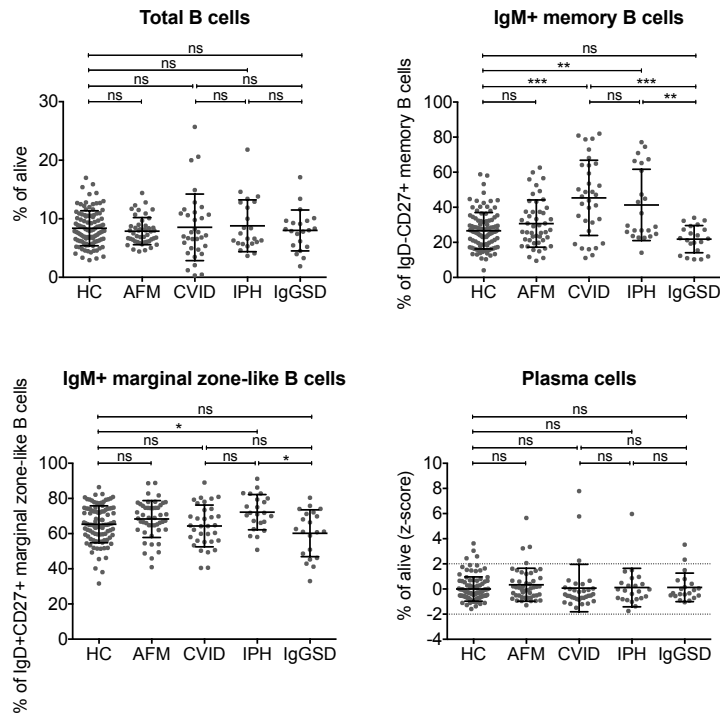 Total B cells
ns
ns
ns
ns
ns
ns
ns
% of alive
30
20
10
0
HC AFM CVID IPH IgGSD
IgM+ memory B cells
ns
**
***
***
ns
ns
**
% of IgD-CD27+ memory B cells
100
80
60
40
20
0
HC AFM CVID IPH IgGSD
IgM+ marginal zone-like B cells
ns
*
ns
ns
ns
ns
*
% of IgD+CD27+ marginal zone-like B cells
100
80
60
40
20
0
HC AFM CVID IPH IgGSD
Plasma cells
ns
ns
ns
ns
ns
ns
ns
% of alive (z-score)
10
8
6
4
2
0
-2
-4
HC AFM CVID IPH IgGSD